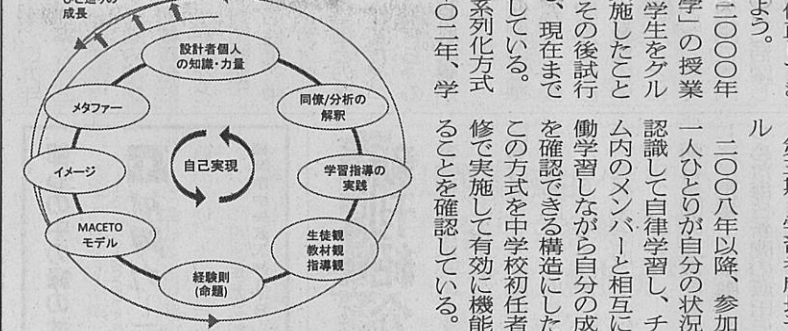 成長
設計者個人
の知識・力量
メタファー
同僚/分析の
解釈
イメージ
自己実現
学習指導の
実践
MACETO
モデル
生徒観
教材観
指導観
経験則
(命題)
よう。
二〇〇〇年
学」の授業
学生をグル
施したこと
その後試行
、現在まで
している。
系列化方式
〇二年、学
ル
二〇〇八年以降、参加
一人ひとりが自分の状況
認識して自律学習し、チ
ム内のメンバーと相互に
働学習しながら自分の成
を確認できる構造にした
この方式を中学校初任者
修で実施して有効に機能
ることを確認している。